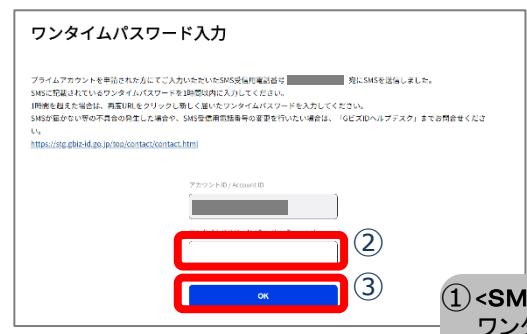 ワンタイムパスワード入力
プライムアカウントを申請された方にてご入力いただいたSMS受信用電話番号 宛にSMSを送信しました。
SMSに記載されているワンタイムパスワードを1時間以内に入力してください。
1時間を超えた場合は、再度URLをクリックし新しく届いたワンタイムパスワードを入力してください。
SMSが届かない等の不具合の発生した場合や、SMS受信用電話番号の変更を行いたい場合は、「GビズIDヘルプデスク」までお問合せくださ
い。
https://stg.gbiz-id.go.jp/top/contact/contact.html
アカウントID / Account ID
②
OK
③
①<SM
ワン